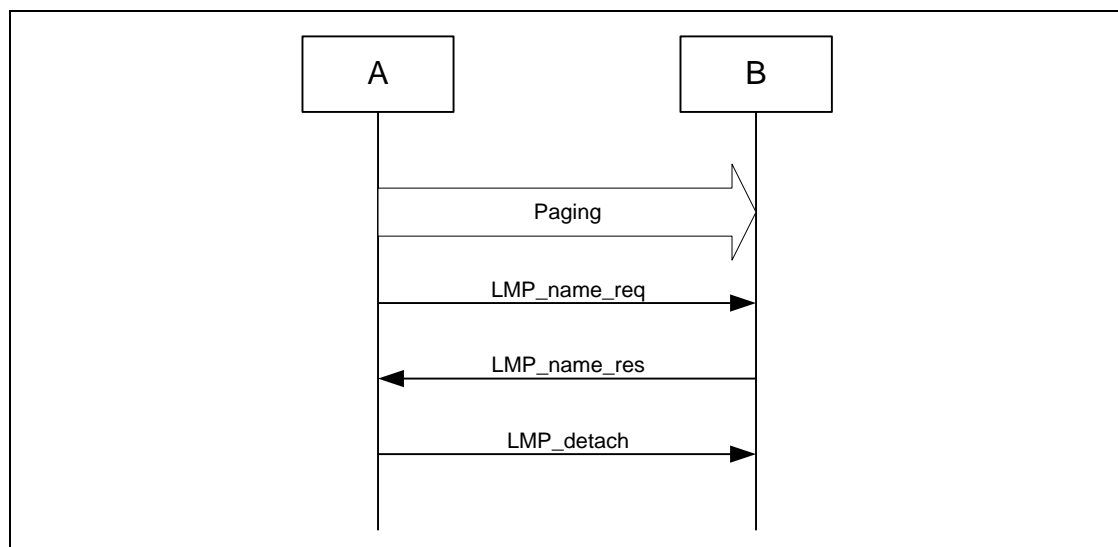 A
B
Paging
LMP_name_req
LMP_name_res
LMP_detach